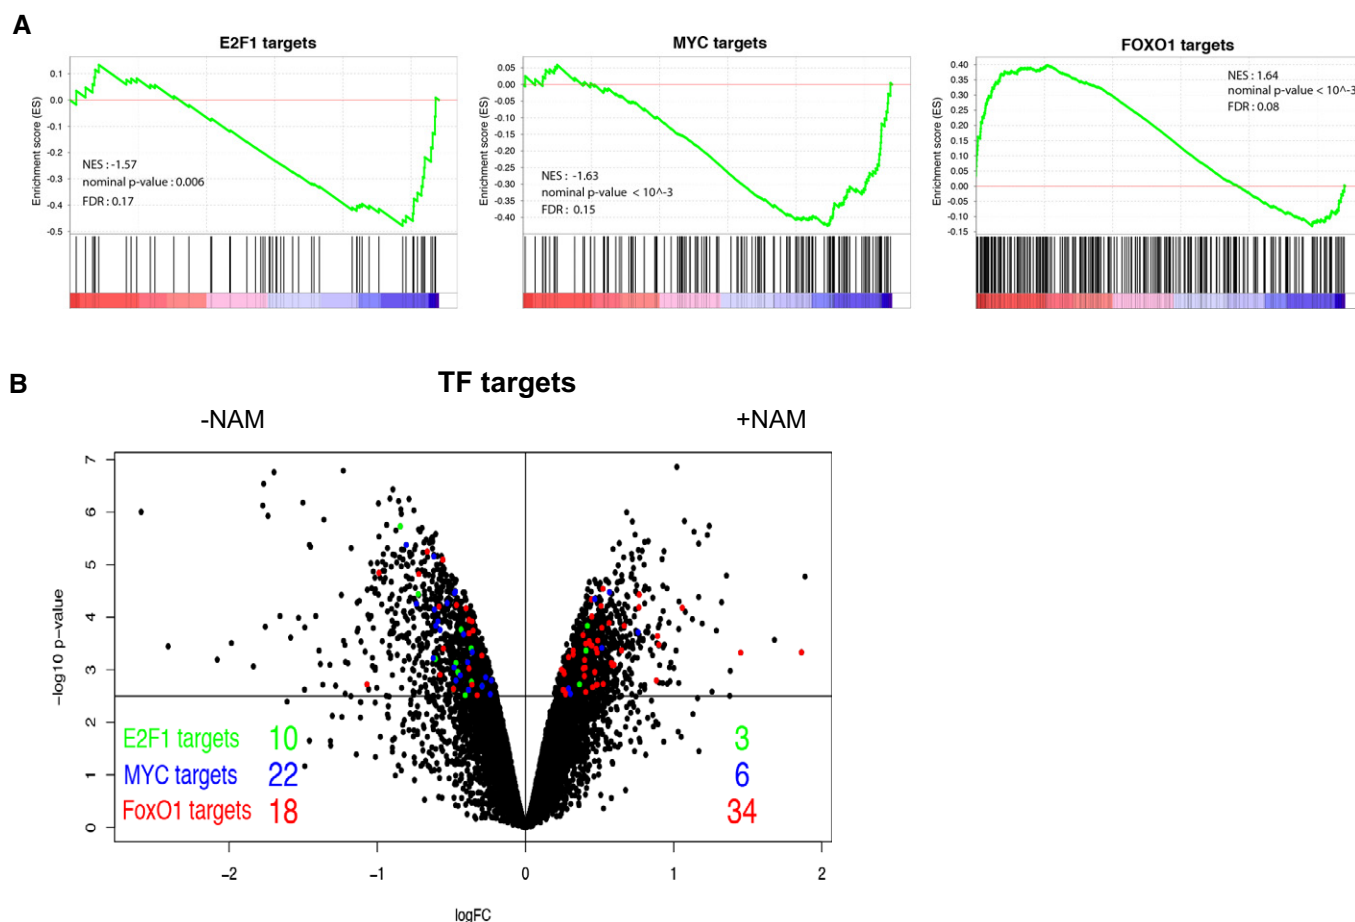 A
E2F1 targets
MYC targets
FOXO1 targets
Enrichment score (ES)
0.1
0.0
-0.1
-0.2
-0.3
-0.4
-0.5
NES : -1.57
nominal p-value : 0.006
FDR : 0.17
Enrichment score (ES)
0.05
0.00
-0.05
-0.10
-0.15
-0.20
-0.25
-0.30
-0.35
-0.40
NES : -1.63
nominal p-value < 10^-3
FDR : 0.15
Enrichment score (ES)
0.40
0.35
0.30
0.25
0.20
0.15
0.10
0.05
0.00
-0.05
-0.10
-0.15
NES : 1.64
nominal p-value < 10^-3
FDR : 0.08
B
TF targets
-NAM
+NAM
−log10 p−value
7
6
5
4
3
2
1
0
E2F1 targets 10 3
MYC targets 22 6
FoxO1 targets 18 34
−2 −1 0 1 2
logFC